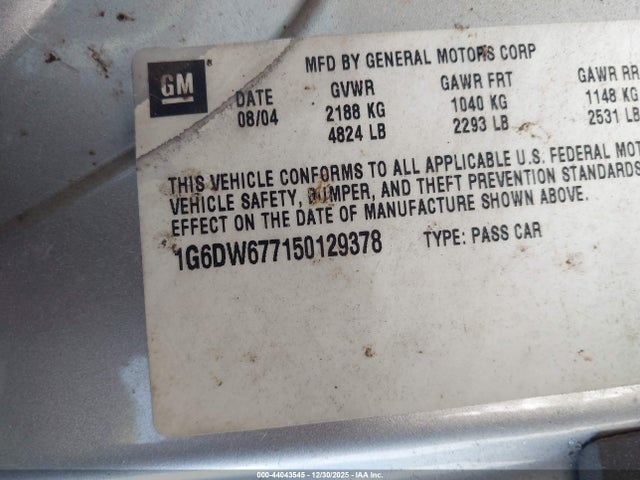 MFD BY GENERAL MOTORS CORP
GM®
DATE GVWR GAWR FRT GAWR RR
08/04 2188 KG 1040 KG 1148 KG
4824 LB 2293 LB 2531 LB
THIS VEHICLE CONFORMS TO ALL APPLICABLE U.S. FEDERAL MOT
VEHICLE SAFETY, BUMPER, AND THEFT PREVENTION STANDARDS
EFFECT ON THE DATE OF MANUFACTURE SHOWN ABOVE.
1G6DW677150129378 TYPE: PASS CAR
000-44043545 - 12/30/2025 - IAA Inc.